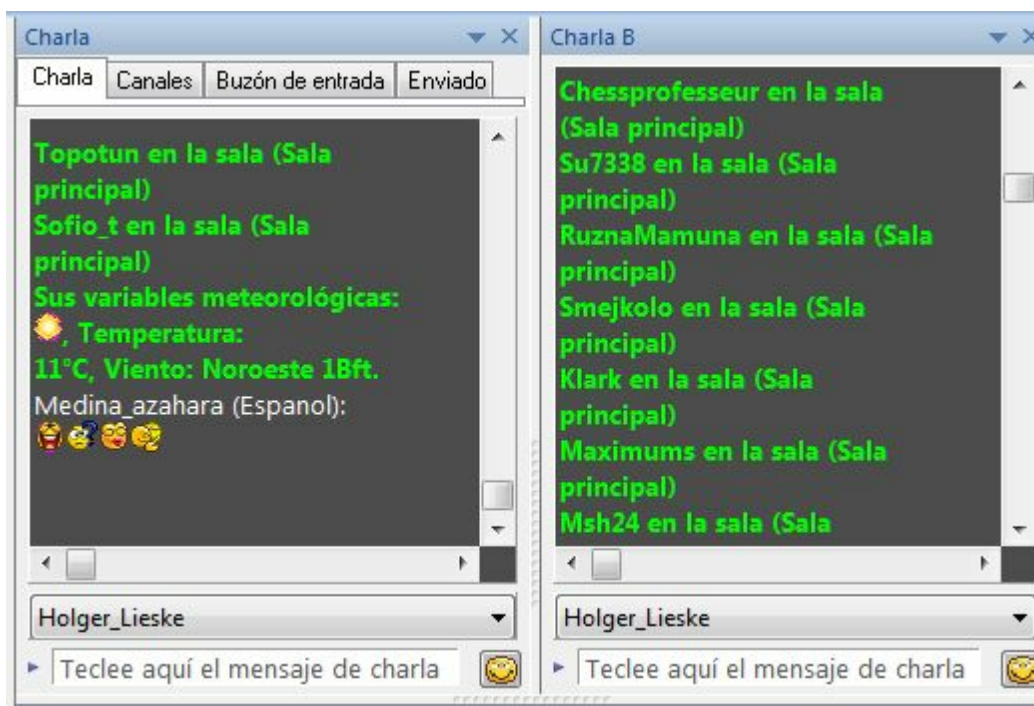 Charla
Charla Canales Buzón de entrada Enviado
Topotun en la sala (Sala
principal)
Sofio_t en la sala (Sala
principal)
Sus variables meteorológicas:
, Temperatura:
11°C, Viento: Noroeste 1Bft.
Medina_azahara (Espanol):
Holger_Lieske
Teclee aquí el mensaje de charla
Charla B
Chessprofesseur en la sala
(Sala principal)
Su7338 en la sala (Sala
principal)
RuznaMamuna en la sala (Sala
principal)
Smejkolo en la sala (Sala
principal)
Klark en la sala (Sala
principal)
Maximums en la sala (Sala
principal)
Msh24 en la sala (Sala
Holger_Lieske
Teclee aquí el mensaje de charla